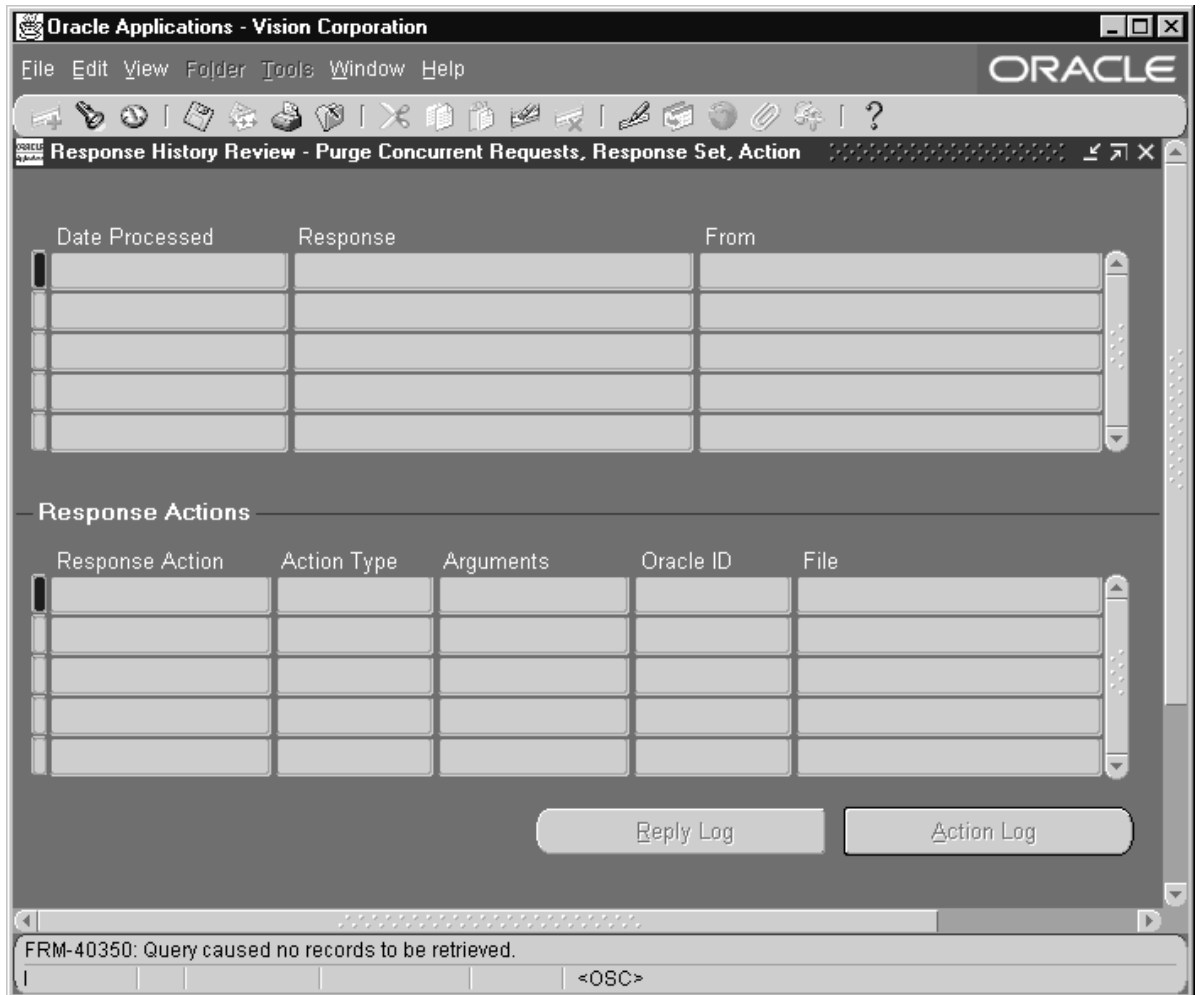 Oracle Applications - Vision Corporation
File Edit View Folder Tools Window Help
ORACLE
?
Response History Review - Purge Concurrent Requests, Response Set, Action
Date Processed Response From
Response Actions
Response Action Action Type Arguments Oracle ID File
Reply Log Action Log
FRM-40350: Query caused no records to be retrieved.
<OSC>